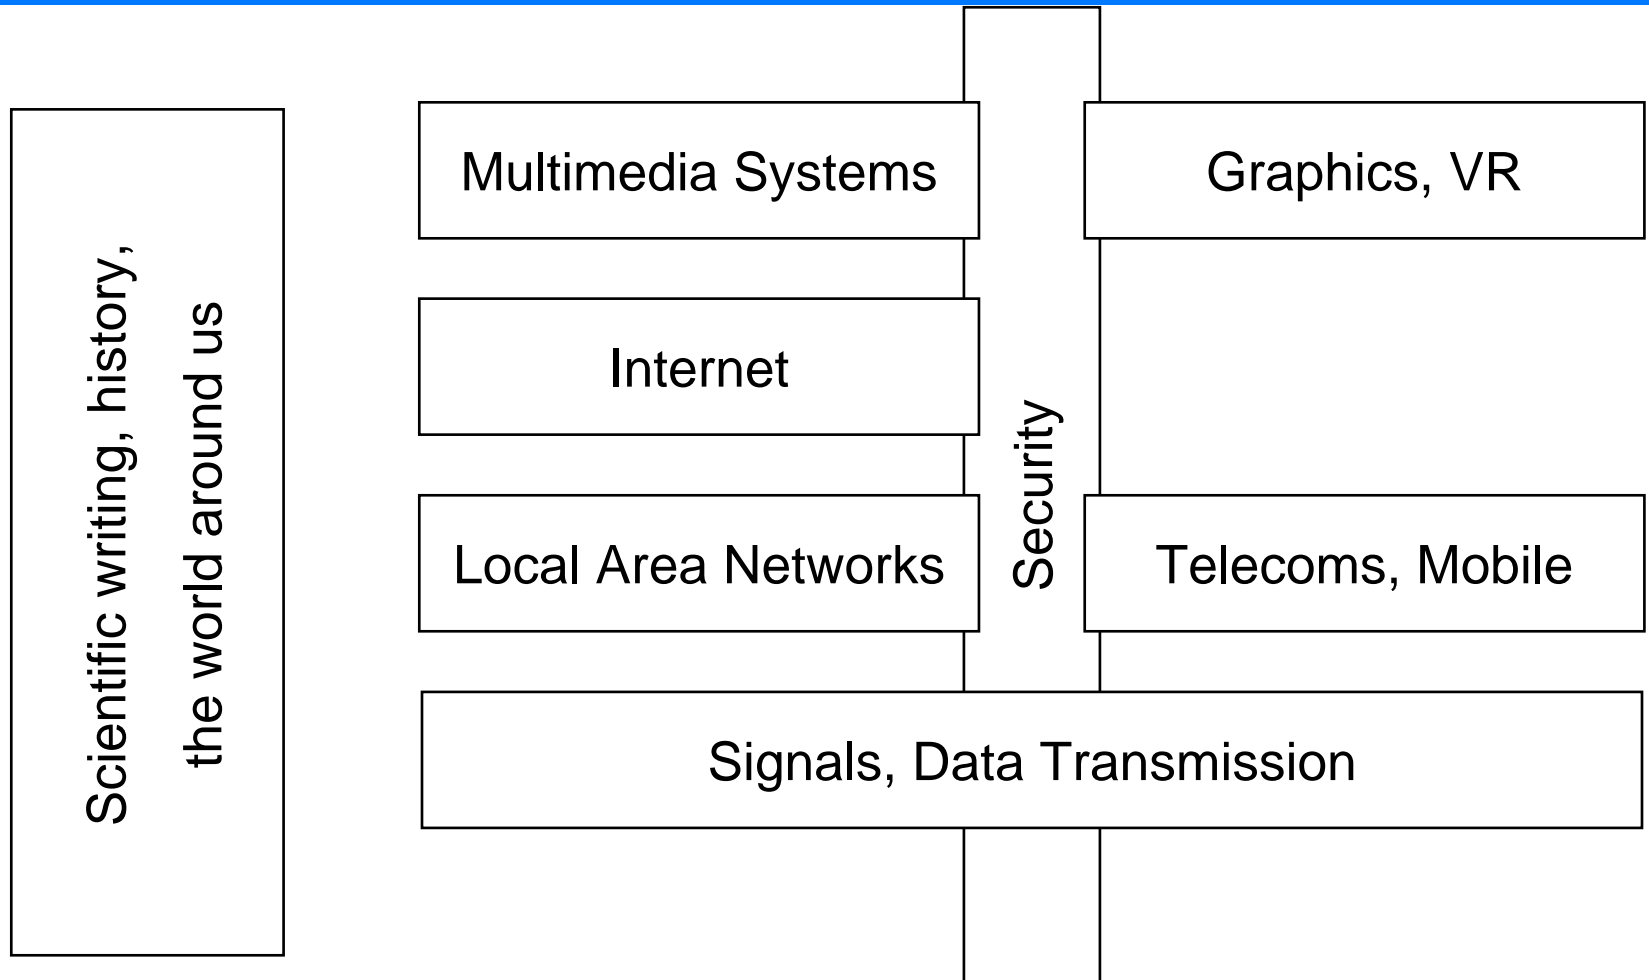 Scientific writing, history,
the world around us
Multimedia Systems
Graphics, VR
Internet
Security
Local Area Networks
Telecoms, Mobile
Signals, Data Transmission